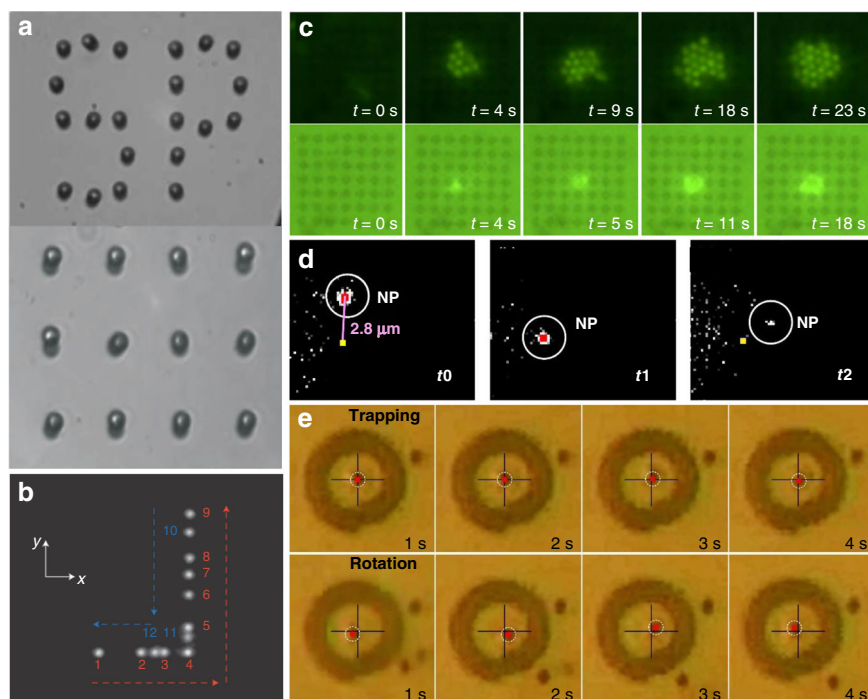 a
b
y
x
9
10
8
7
6
5
12 11
1 2 3 4
c
t = 0 s t = 4 s t = 9 s t = 18 s t = 23 s
t = 0 s t = 4 s t = 5 s t = 11 s t = 18 s
d
NP NP NP
2.8 µm
t0 t1 t2
e
Trapping
1 s 2 s 3 s 4 s
Rotation
1 s 2 s 3 s 4 s